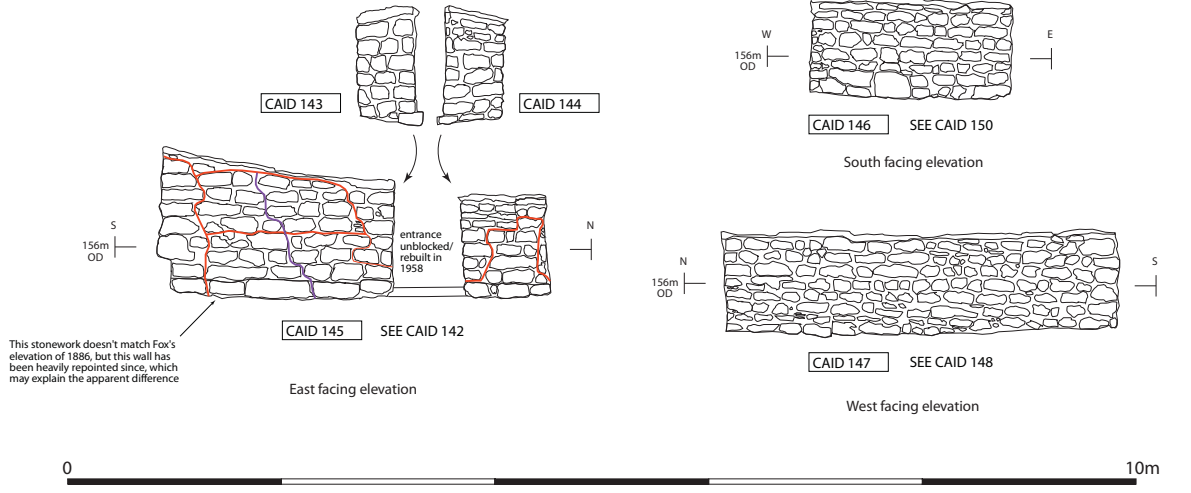 CAID 143
CAID 144
S
156m
OD
entrance
unblocked/
rebuilt in
1958
N
CAID 145 SEE CAID 142
This stonework doesn't match Fox's
elevation of 1886, but this wall has
been heavily repointed since, which
may explain the apparent difference
East facing elevation
W
156m
OD
E
CAID 146 SEE CAID 150
South facing elevation
N
156m
OD
S
CAID 147 SEE CAID 148
West facing elevation
0 10m